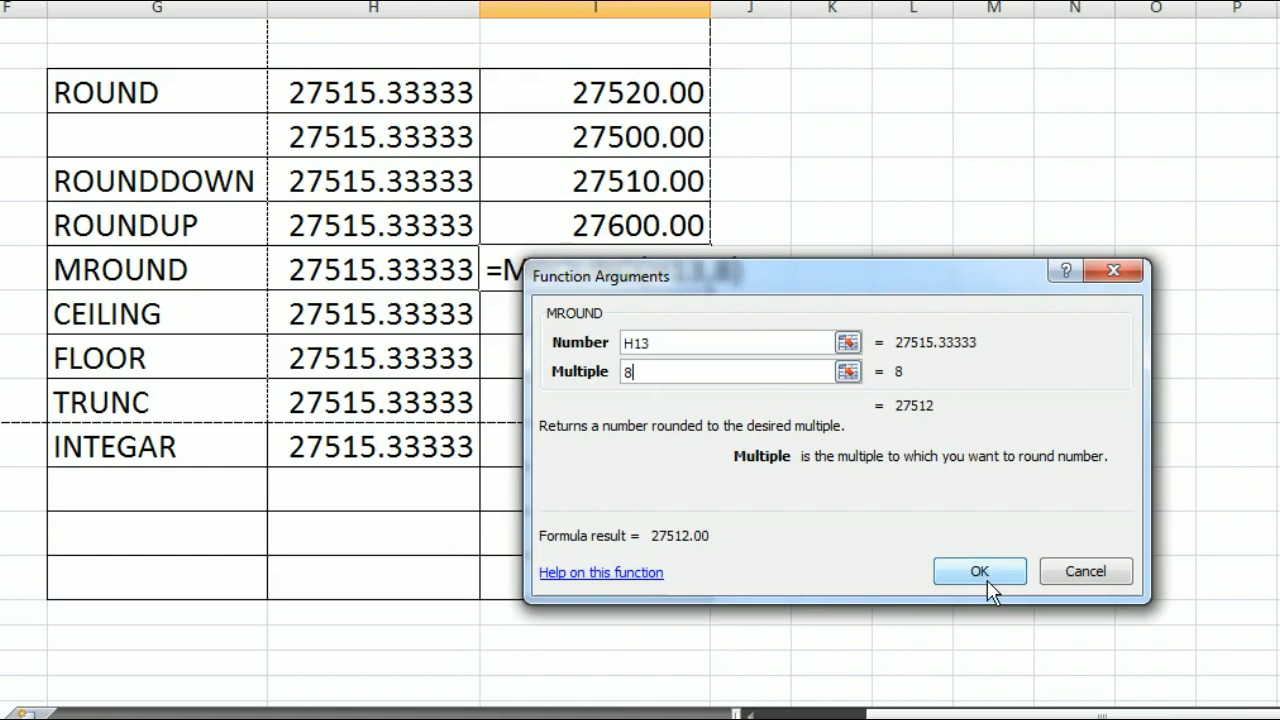 F G H I J K L M N O P
ROUND 27515.33333 27520.00
27515.33333 27500.00
ROUNDDOWN 27515.33333 27510.00
ROUNDUP 27515.33333 27600.00
MROUND 27515.33333
CEILING 27515.33333
FLOOR 27515.33333
TRUNC 27515.33333
INTEGAR 27515.33333
Function Arguments
MROUND
Number H13 = 27515.33333
Multiple 8 = 8
= 27512
Returns a number rounded to the desired multiple.
Multiple is the multiple to which you want to round number.
Formula result = 27512.00
Help on this function OK Cancel